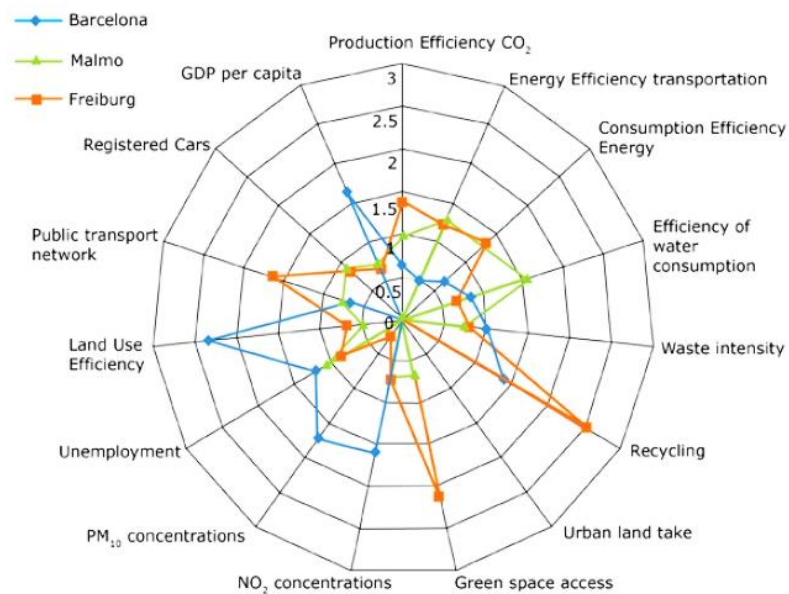 Barcelona
Malmo
Freiburg
Production Efficiency CO₂
GDP per capita
Energy Efficiency transportation
Registered Cars
Consumption Efficiency
Energy
Public transport
network
Efficiency of
water
consumption
Land Use
Efficiency
Waste intensity
Unemployment
Recycling
PM₁₀ concentrations
Urban land take
NO₂ concentrations
Green space access
3
2.5
2
1.5
1
0.5
0